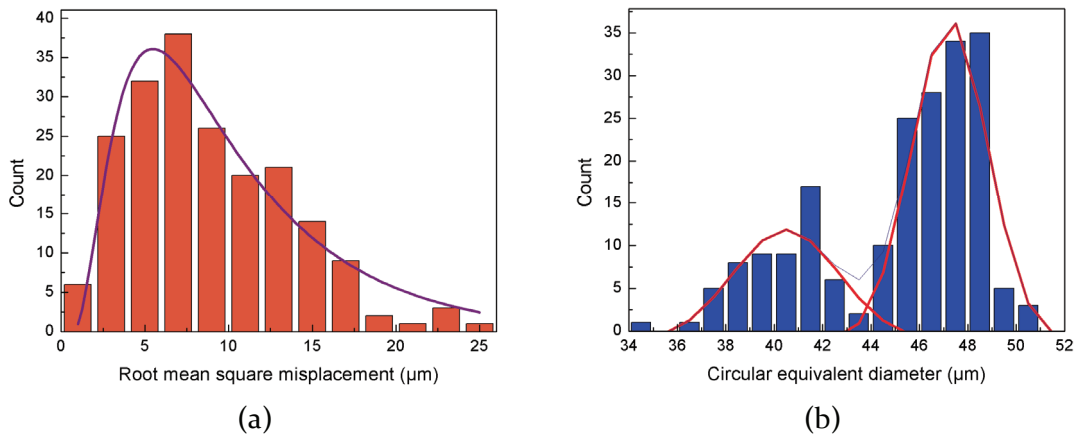 40
35
30
25
20
15
10
5
0
Count
0 5 10 15 20 25
Root mean square misplacement (µm)
(a)
35
30
25
20
15
10
5
0
Count
34 36 38 40 42 44 46 48 50 52
Circular equivalent diameter (µm)
(b)